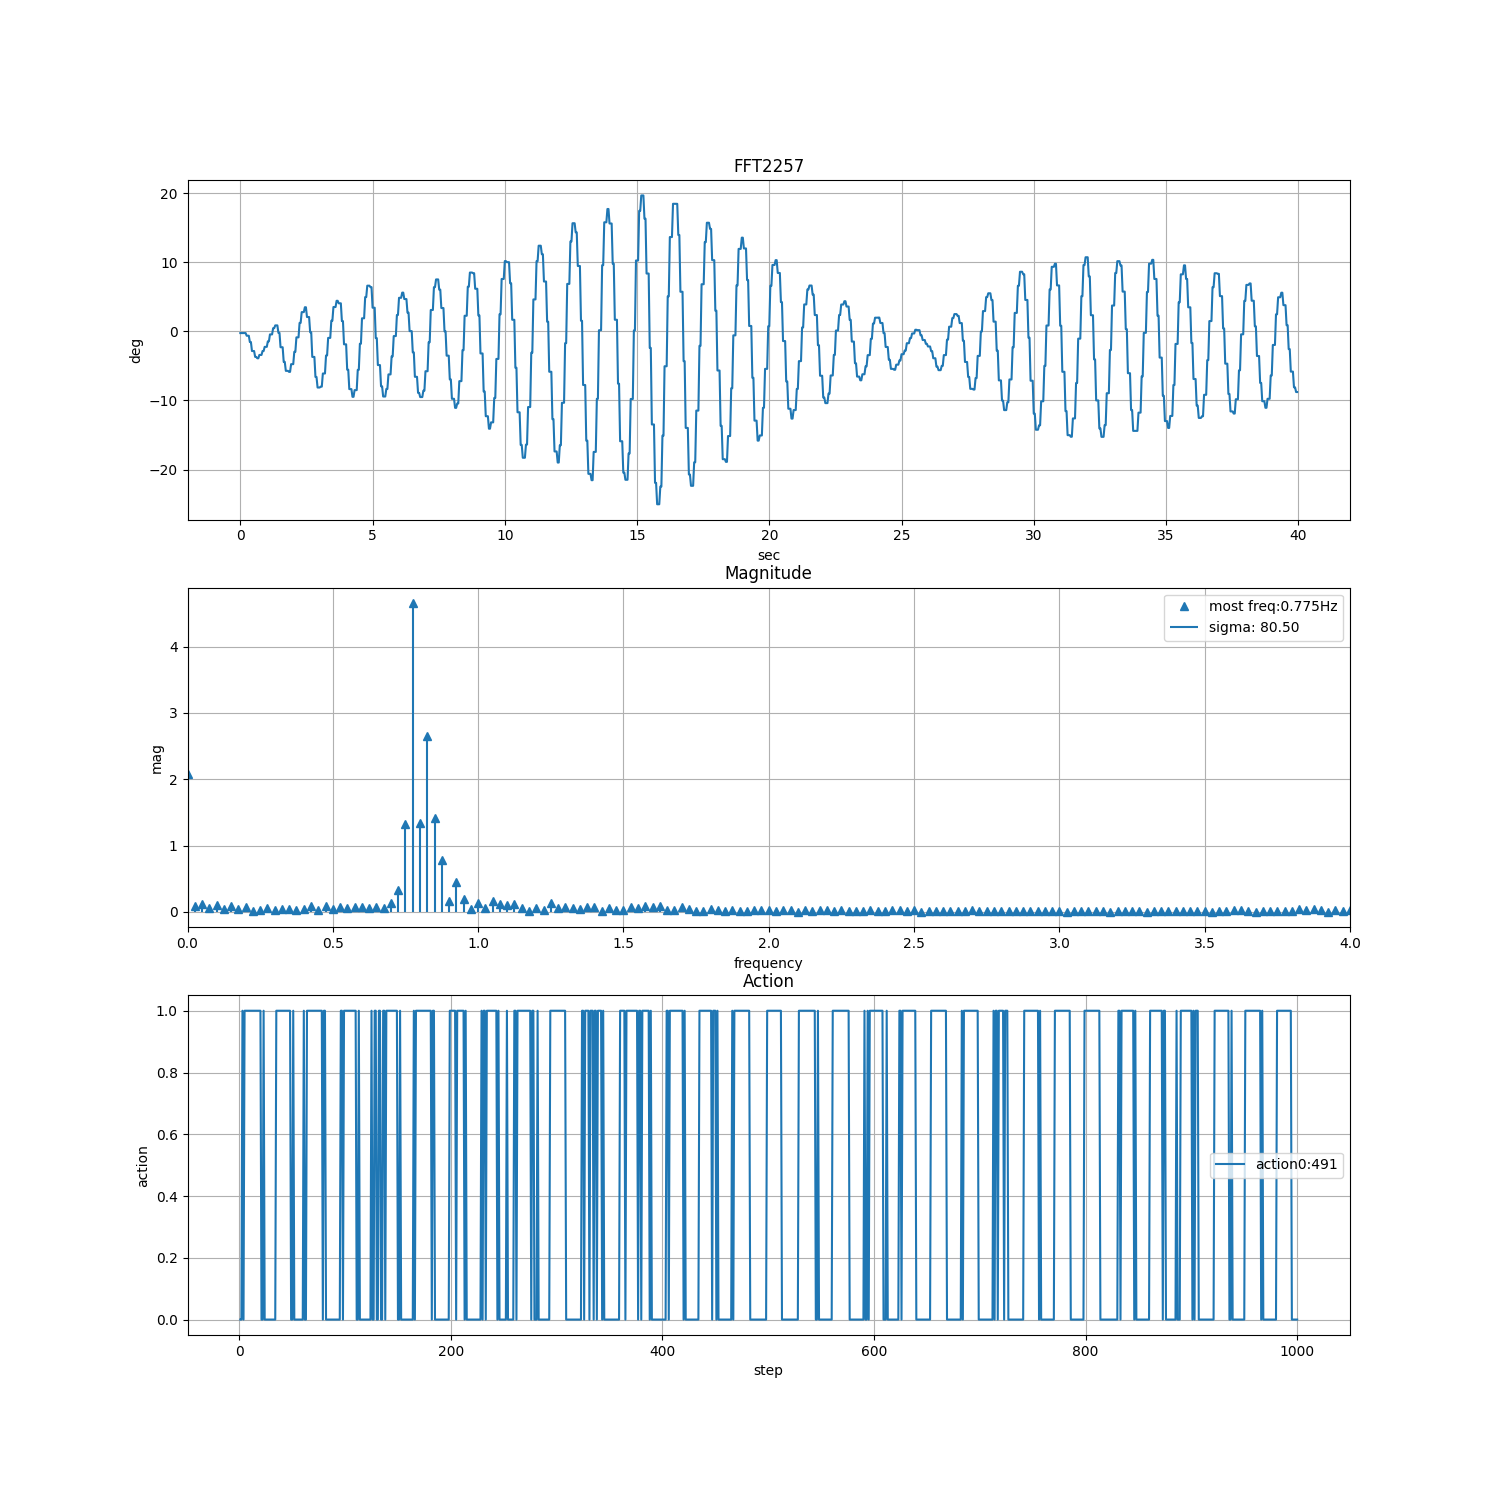 FFT2257
20
10
0
−10
−20
deg
0 5 10 15 20 25 30 35 40
sec
Magnitude
most freq:0.775Hz
sigma: 80.50
4
3
2
1
0
mag
0.0 0.5 1.0 1.5 2.0 2.5 3.0 3.5 4.0
frequency
Action
1.0
0.8
0.6
0.4
0.2
0.0
action
action0:491
0 200 400 600 800 1000
step